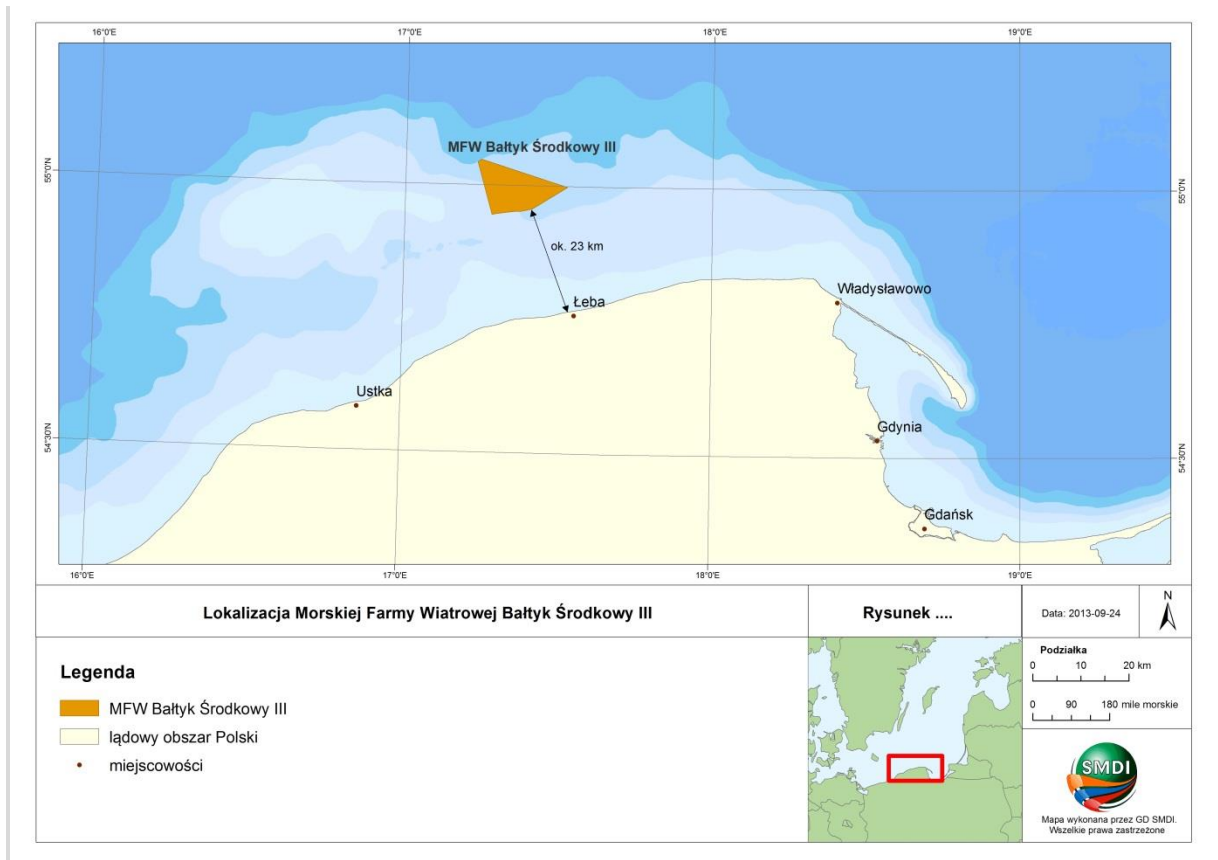 16°0'E 17°0'E 18°0'E 19°0'E
MFW Bałtyk Środkowy III
55°0'N 55°0'N
ok. 23 km
Władysławowo
Łeba
Ustka
Gdynia
54°30'N 54°30'N
Gdańsk
16°0'E 17°0'E 18°0'E 19°0'E
Lokalizacja Morskiej Farmy Wiatrowej Bałtyk Środkowy III
Rysunek ....
Data: 2013-09-24
N
Legenda
MFW Bałtyk Środkowy III
lądowy obszar Polski
miejscowości
Podziałka
0 10 20 km
0 90 180 mile morskie
SMDI
Mapa wykonana przez GD SMDI.
Wszelkie prawa zastrzeżone